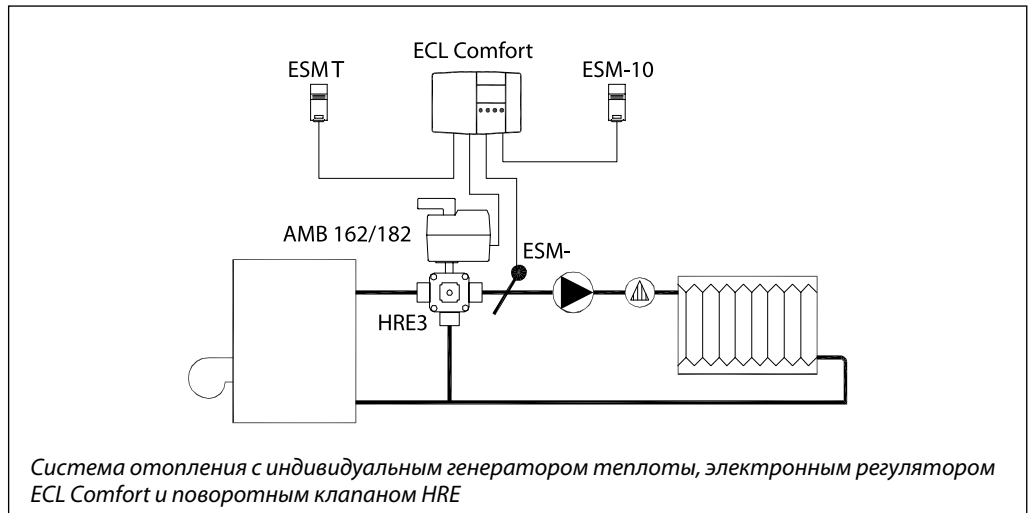 ECL Comfort
ESM T
ESM-10
AMB 162/182
ESM-
HRE3
Система отопления с индивидуальным генератором теплоты, электронным регулятором
ECL Comfort и поворотным клапаном HRE